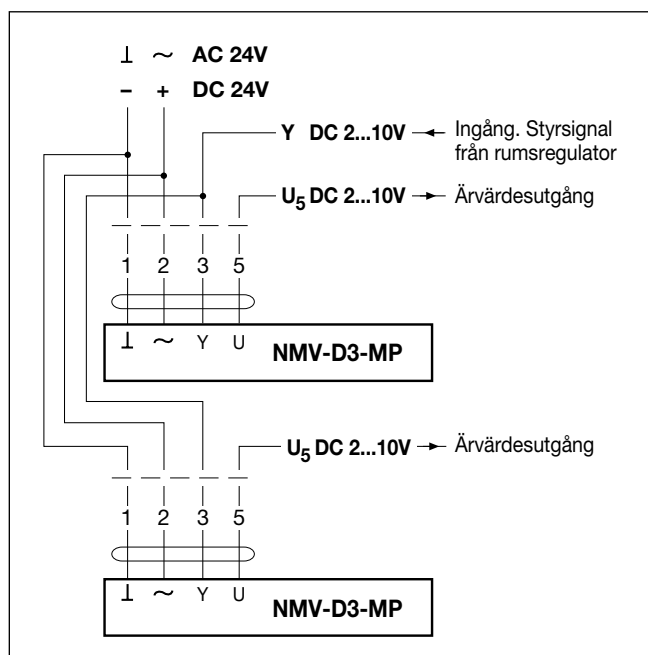 ⊥ ~ AC 24V
− + DC 24V
Y DC 2...10V Ingång. Styrsignal
från rumsregulator
U5 DC 2...10V Ärvärdesutgång
1 2 3 5
⊥ ~ Y U
NMV-D3-MP
U5 DC 2...10V Ärvärdesutgång
1 2 3 5
⊥ ~ Y U
NMV-D3-MP